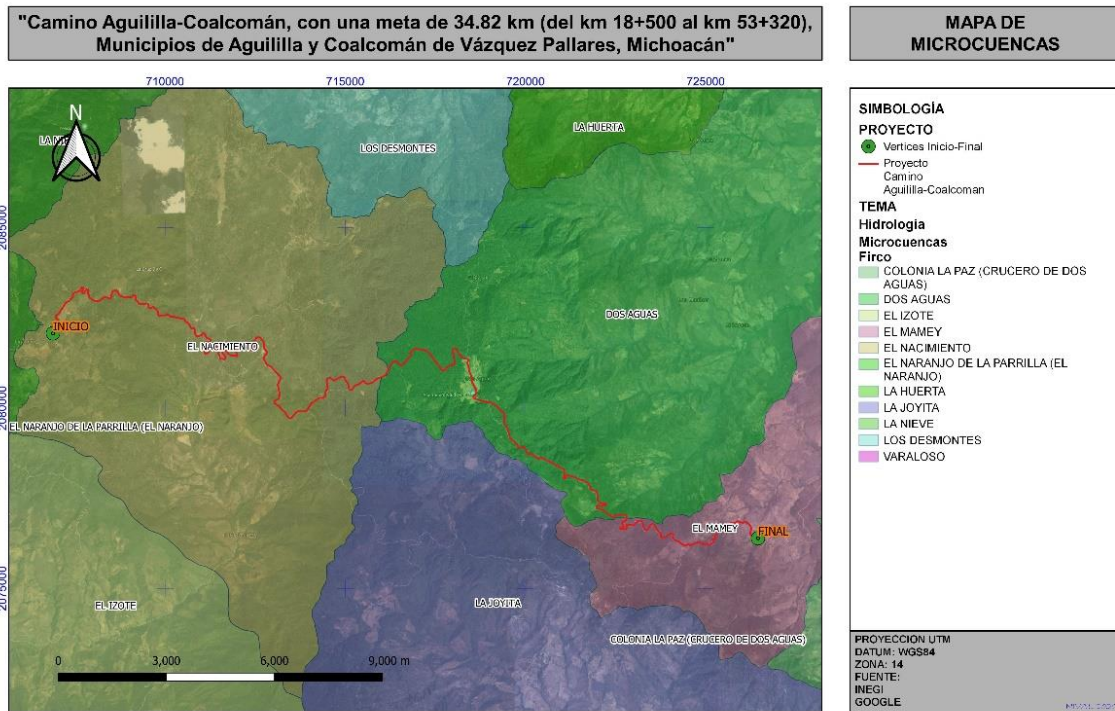 "Camino Aguililla-Coalcomán, con una meta de 34.82 km (del km 18+500 al km 53+320),
Municipios de Aguililla y Coalcomán de Vázquez Pallares, Michoacán"
MAPA DE
MICROCUENCAS
710000
715000
720000
725000
N
LA HUERTA
LOS DESMONTES
2085000
DOS AGUAS
INICIO
EL NACIMIENTO
2080000
EL NARANJO DE LA PARRILLA (EL NARANJO)
EL MAMEY
FINAL
2075000
EL IZOTE
LA JOYITA
COLONIA LA PAZ (CRUCERO DE DOS AGUAS)
0
3,000
6,000
9,000 m
SIMBOLOGÍA
PROYECTO
Vertices Inicio-Final
Proyecto
Camino
Aguililla-Coalcoman
TEMA
Hidrologia
Microcuencas
Firco
COLONIA LA PAZ (CRUCERO DE DOS
AGUAS)
DOS AGUAS
EL IZOTE
EL MAMEY
EL NACIMIENTO
EL NARANJO DE LA PARRILLA (EL
NARANJO)
LA HUERTA
LA JOYITA
LA NIEVE
LOS DESMONTES
VARALOSO
PROYECCION UTM
DATUM: WGS84
ZONA: 14
FUENTE:
INEGI
GOOGLE